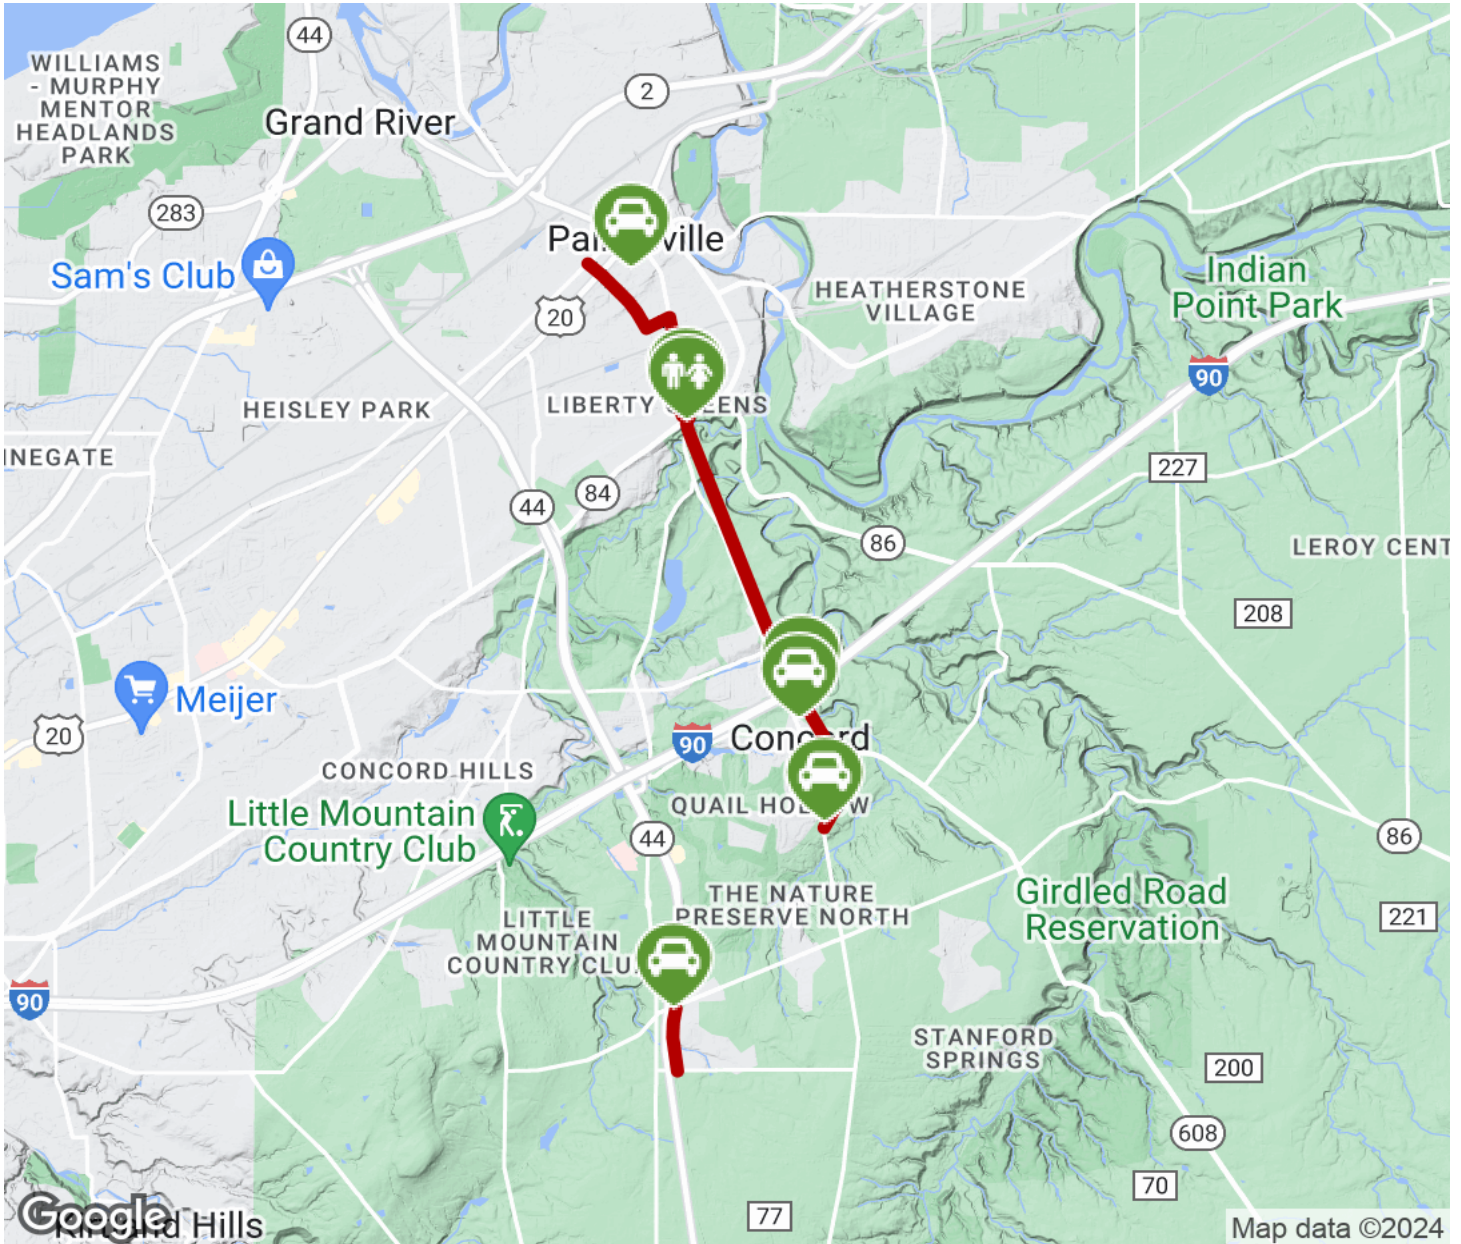 44
WILLIAMS
- MURPHY
MENTOR
HEADLANDS
PARK
2
Grand River
283
Sam's Club
20
Indian
Point Park
HEATHERSTONE
VILLAGE
90
HEISLEY PARK
INEGATE
44
84
227
86
LEROY CENT
208
Meijer
20
90
CONCORD HILLS
Little Mountain
Country Club
44
86
THE NATURE
PRESERVE NORTH
LITTLE
MOUNTAIN
Girdled Road
Reservation
221
90
STANFORD
SPRINGS
200
608
70
77
Google
Hills
Map data ©2024